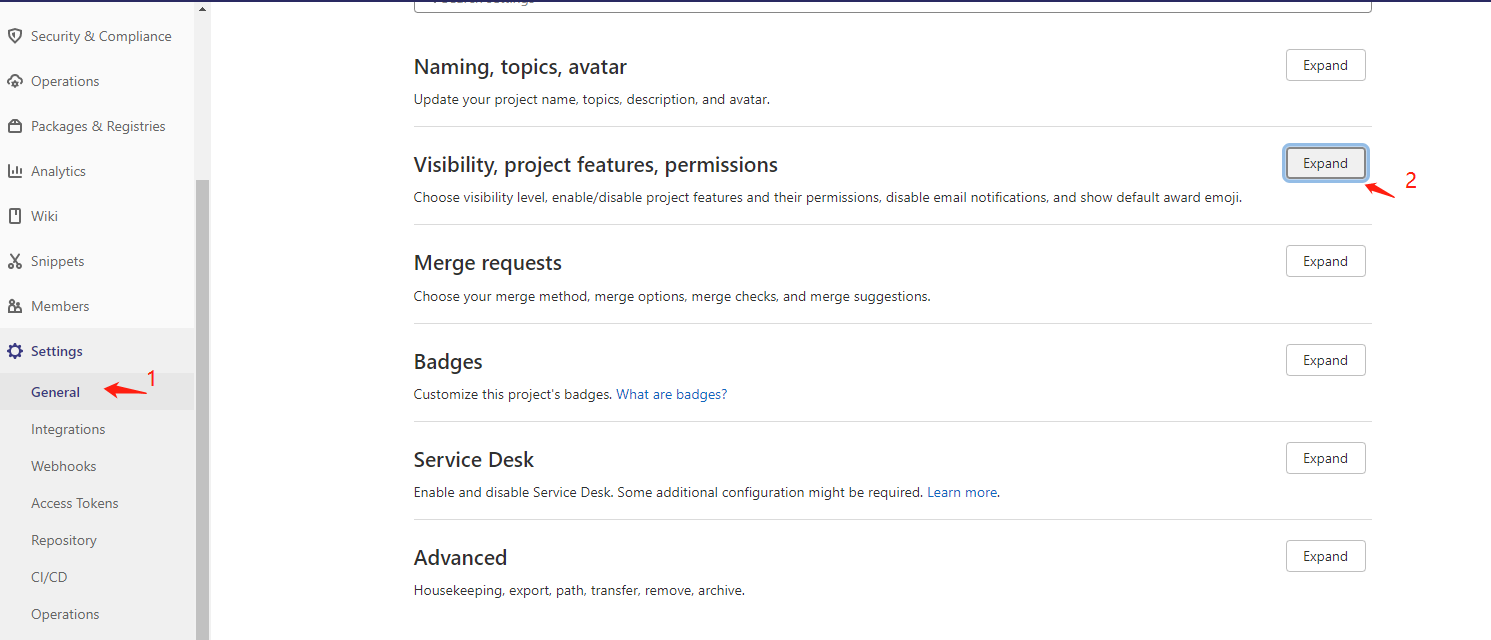 Security & Compliance
Operations
Packages & Registries
Analytics
Wiki
Snippets
Members
Settings
General
1
Integrations
Webhooks
Access Tokens
Repository
CI/CD
Operations
Naming, topics, avatar
Expand
Update your project name, topics, description, and avatar.
Visibility, project features, permissions
Expand
2
Choose visibility level, enable/disable project features and their permissions, disable email notifications, and show default award emoji.
Merge requests
Expand
Choose your merge method, merge options, merge checks, and merge suggestions.
Badges
Expand
Customize this project's badges. What are badges?
Service Desk
Expand
Enable and disable Service Desk. Some additional configuration might be required. Learn more.
Advanced
Expand
Housekeeping, export, path, transfer, remove, archive.